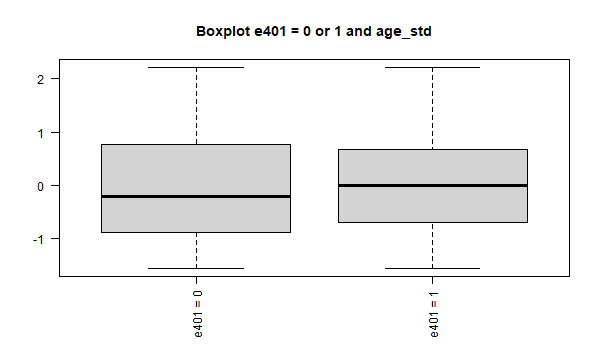 Boxplot e401 = 0 or 1 and age_std
2
1
0
-1
e401 = 0
e401 = 1